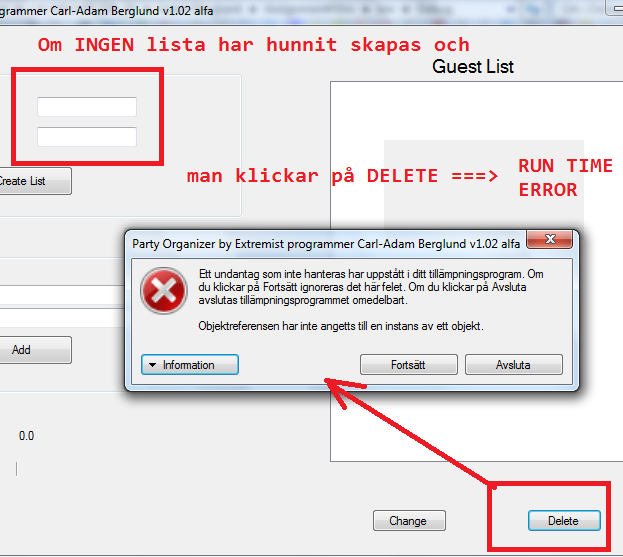 programmer Carl-Adam Berglund v1.02 alfa
Om INGEN lista har hunnit skapas och
Guest List
man klickar på DELETE ===> RUN TIME
ERROR
Create List
Party Organizer by Extremist programmer Carl-Adam Berglund v1.02 alfa
Ett undantag som inte hanteras har uppstått i ditt tillämpningsprogram. Om
du klickar på Fortsätt ignoreras det här felet. Om du klickar på Avsluta
avslutas tillämpningsprogrammet omedelbart.
Objektreferensen har inte angetts till en instans av ett objekt.
Information
Fortsätt
Avsluta
Add
0.0
Change
Delete